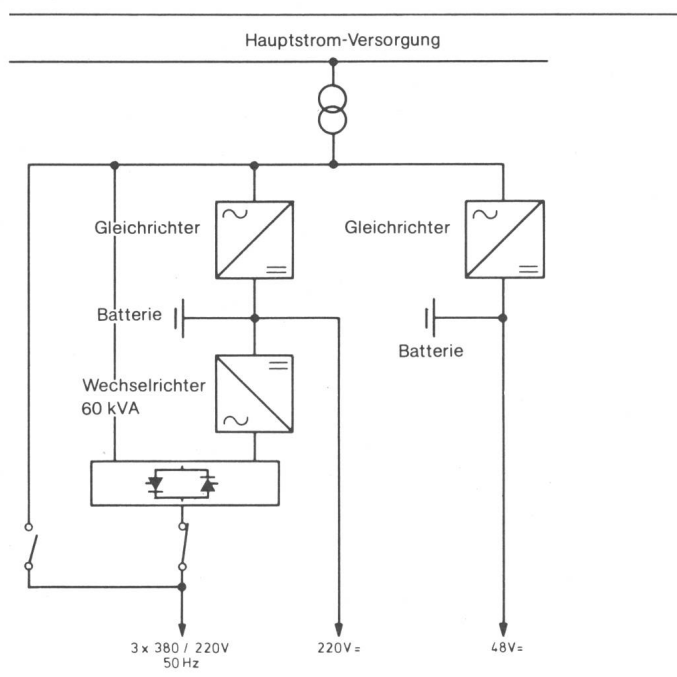 Hauptstrom-Versorgung
Gleichrichter
Gleichrichter
Batterie
Batterie
Wechselrichter
60 kVA
3 x 380 / 220V
50 Hz
220V=
48V=